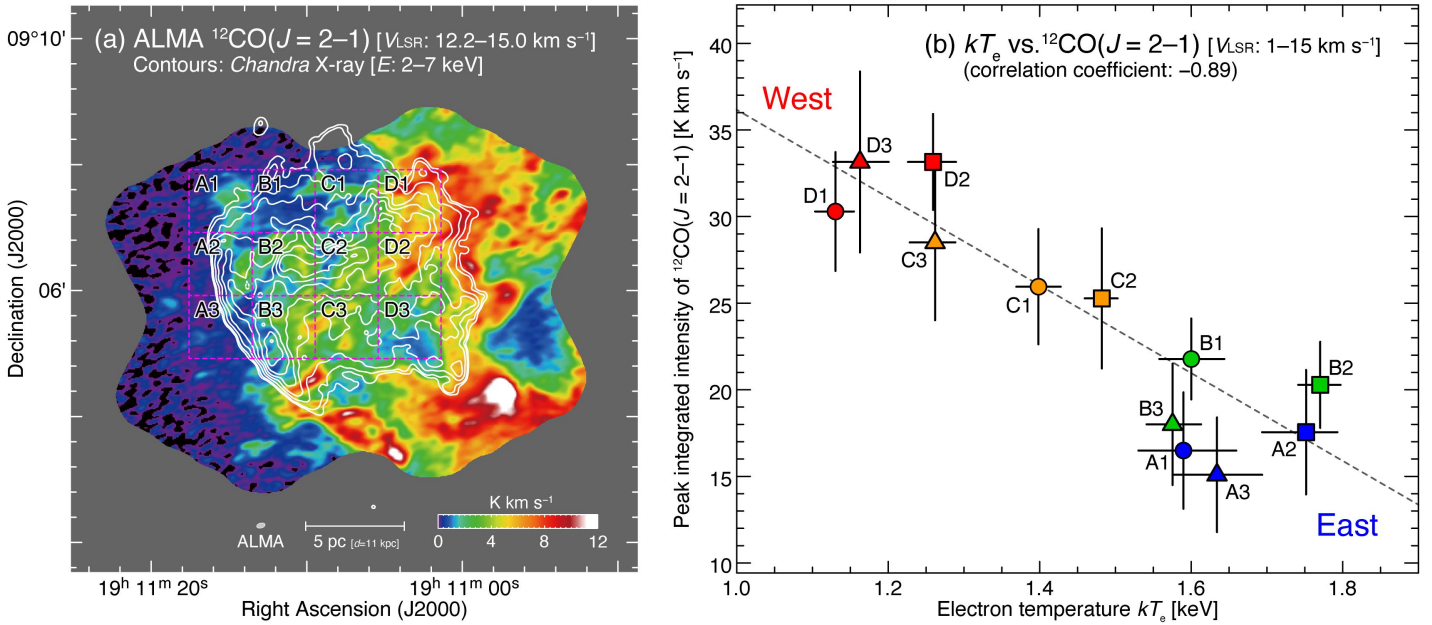 (a) ALMA ¹²CO(J = 2–1) [VLSR: 12.2–15.0 km s⁻¹]
Contours: Chandra X-ray [E: 2–7 keV]
09°10'
06'
Declination (J2000)
A1 B1 C1 D1
A2 B2 C2 D2
A3 B3 C3 D3
K km s⁻¹
0 4 8 12
ALMA
5 pc [d=11 kpc]
19ʰ 11ᵐ 20ˢ
19ʰ 11ᵐ 00ˢ
Right Ascension (J2000)
(b) kTₑ vs.¹²CO(J = 2–1) [VLSR: 1–15 km s⁻¹]
(correlation coefficient: –0.89)
West
East
D3
D2
D1
C3
C1
C2
B1
B2
B3
A1
A2
A3
40
35
30
25
20
15
10
Peak integrated intensity of ¹²CO(J = 2–1) [K km s⁻¹]
1.0 1.2 1.4 1.6 1.8
Electron temperature kTₑ [keV]